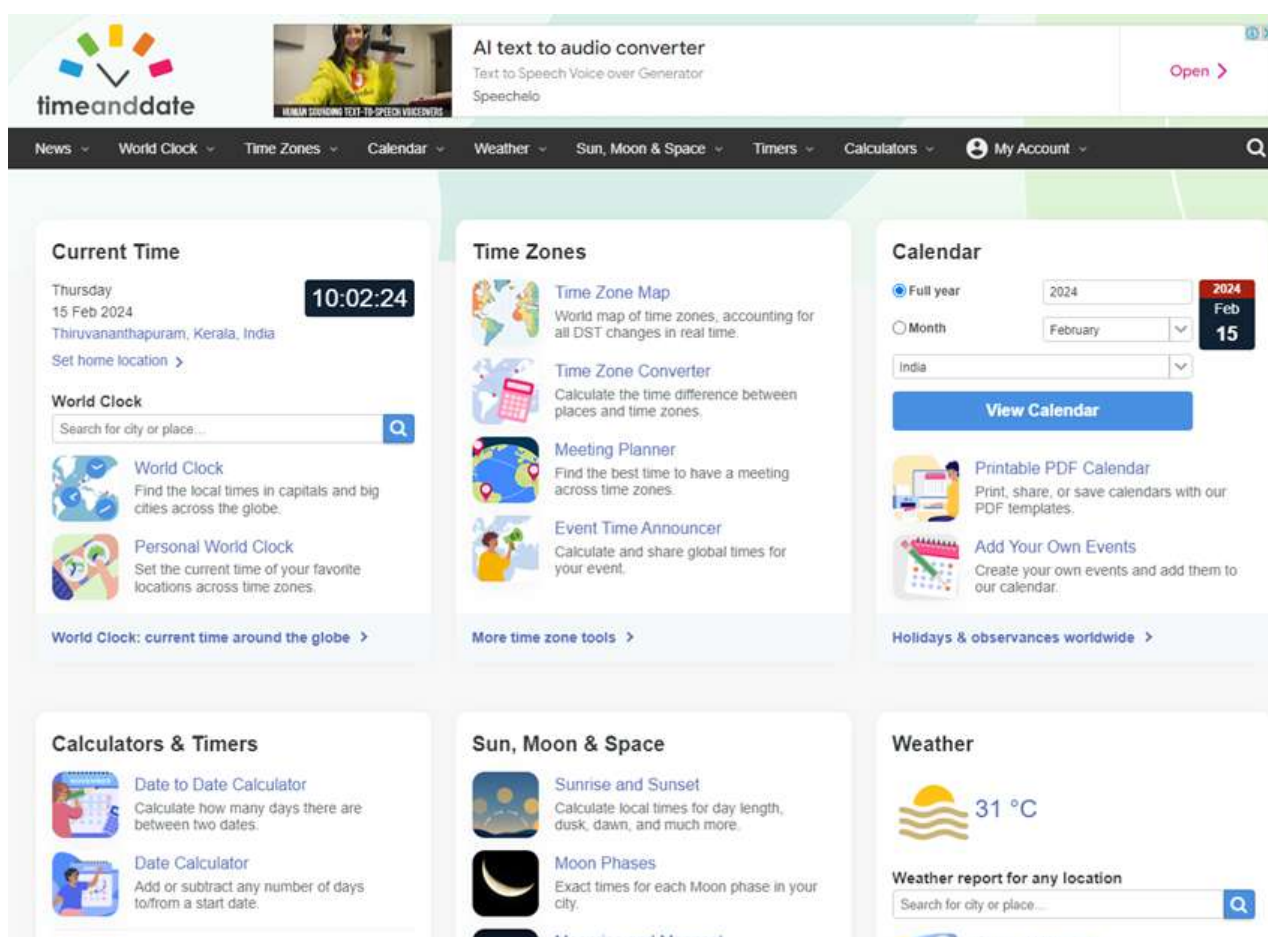 timeanddate
HUMAN SOUNDING TEXT-TO-SPEECH VOICEOVERS
AI text to audio converter
Text to Speech Voice over Generator
Speechelo
Open
News
World Clock
Time Zones
Calendar
Weather
Sun, Moon & Space
Timers
Calculators
My Account
Current Time
Thursday
15 Feb 2024
10:02:24
Thiruvananthapuram, Kerala, India
Set home location
World Clock
Search for city or place...
World Clock
Find the local times in capitals and big
cities across the globe.
Personal World Clock
Set the current time of your favorite
locations across time zones.
World Clock: current time around the globe
Time Zones
Time Zone Map
World map of time zones, accounting for
all DST changes in real time.
Time Zone Converter
Calculate the time difference between
places and time zones.
Meeting Planner
Find the best time to have a meeting
across time zones.
Event Time Announcer
Calculate and share global times for
your event.
More time zone tools
Calendar
Full year
2024
Month
February
India
2024
Feb
15
View Calendar
Printable PDF Calendar
Print, share, or save calendars with our
PDF templates.
Add Your Own Events
Create your own events and add them to
our calendar.
Holidays & observances worldwide
Calculators & Timers
Date to Date Calculator
Calculate how many days there are
between two dates.
Date Calculator
Add or subtract any number of days
to/from a start date.
Sun, Moon & Space
Sunrise and Sunset
Calculate local times for day length,
dusk, dawn, and much more.
Moon Phases
Exact times for each Moon phase in your
city.
Weather
31 °C
Weather report for any location
Search for city or place...